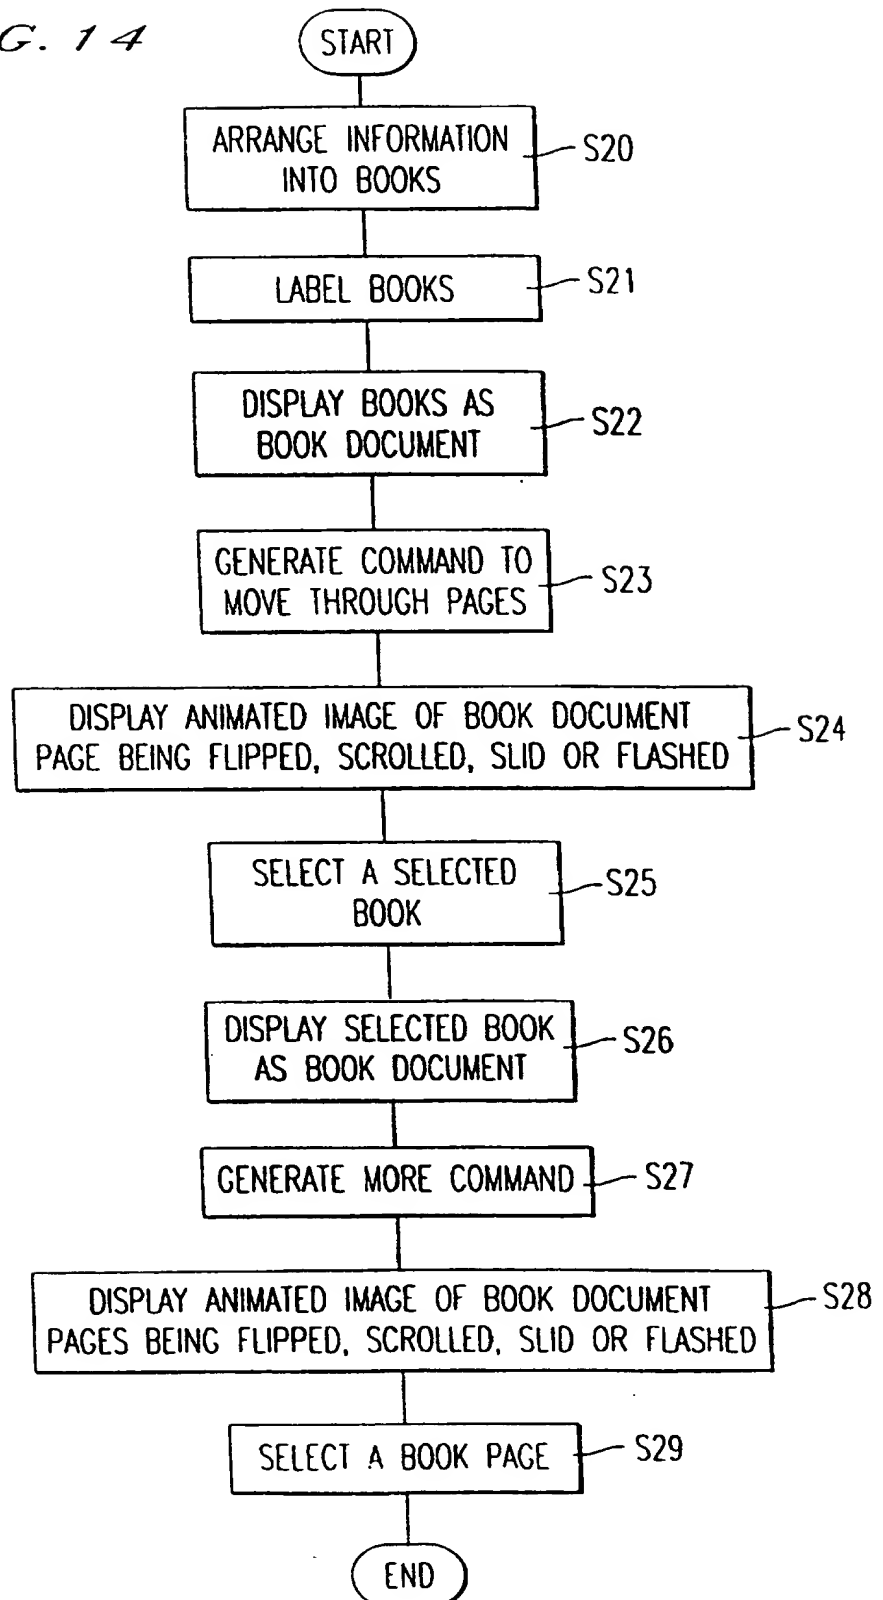 G. 14
START
ARRANGE INFORMATION
INTO BOOKS
S20
LABEL BOOKS
S21
DISPLAY BOOKS AS
BOOK DOCUMENT
S22
GENERATE COMMAND TO
MOVE THROUGH PAGES
S23
DISPLAY ANIMATED IMAGE OF BOOK DOCUMENT
PAGE BEING FLIPPED, SCROLLED, SLID OR FLASHED
S24
SELECT A SELECTED
BOOK
S25
DISPLAY SELECTED BOOK
AS BOOK DOCUMENT
S26
GENERATE MORE COMMAND
S27
DISPLAY ANIMATED IMAGE OF BOOK DOCUMENT
PAGES BEING FLIPPED, SCROLLED, SLID OR FLASHED
S28
SELECT A BOOK PAGE
S29
END